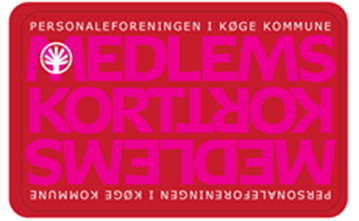 PERSONALEFORENINGEN I KØGE KOMMUNE
MEDLEMS
KORT KORT
MEDLEMS
PERSONALEFORENINGEN I KØGE KOMMUNE